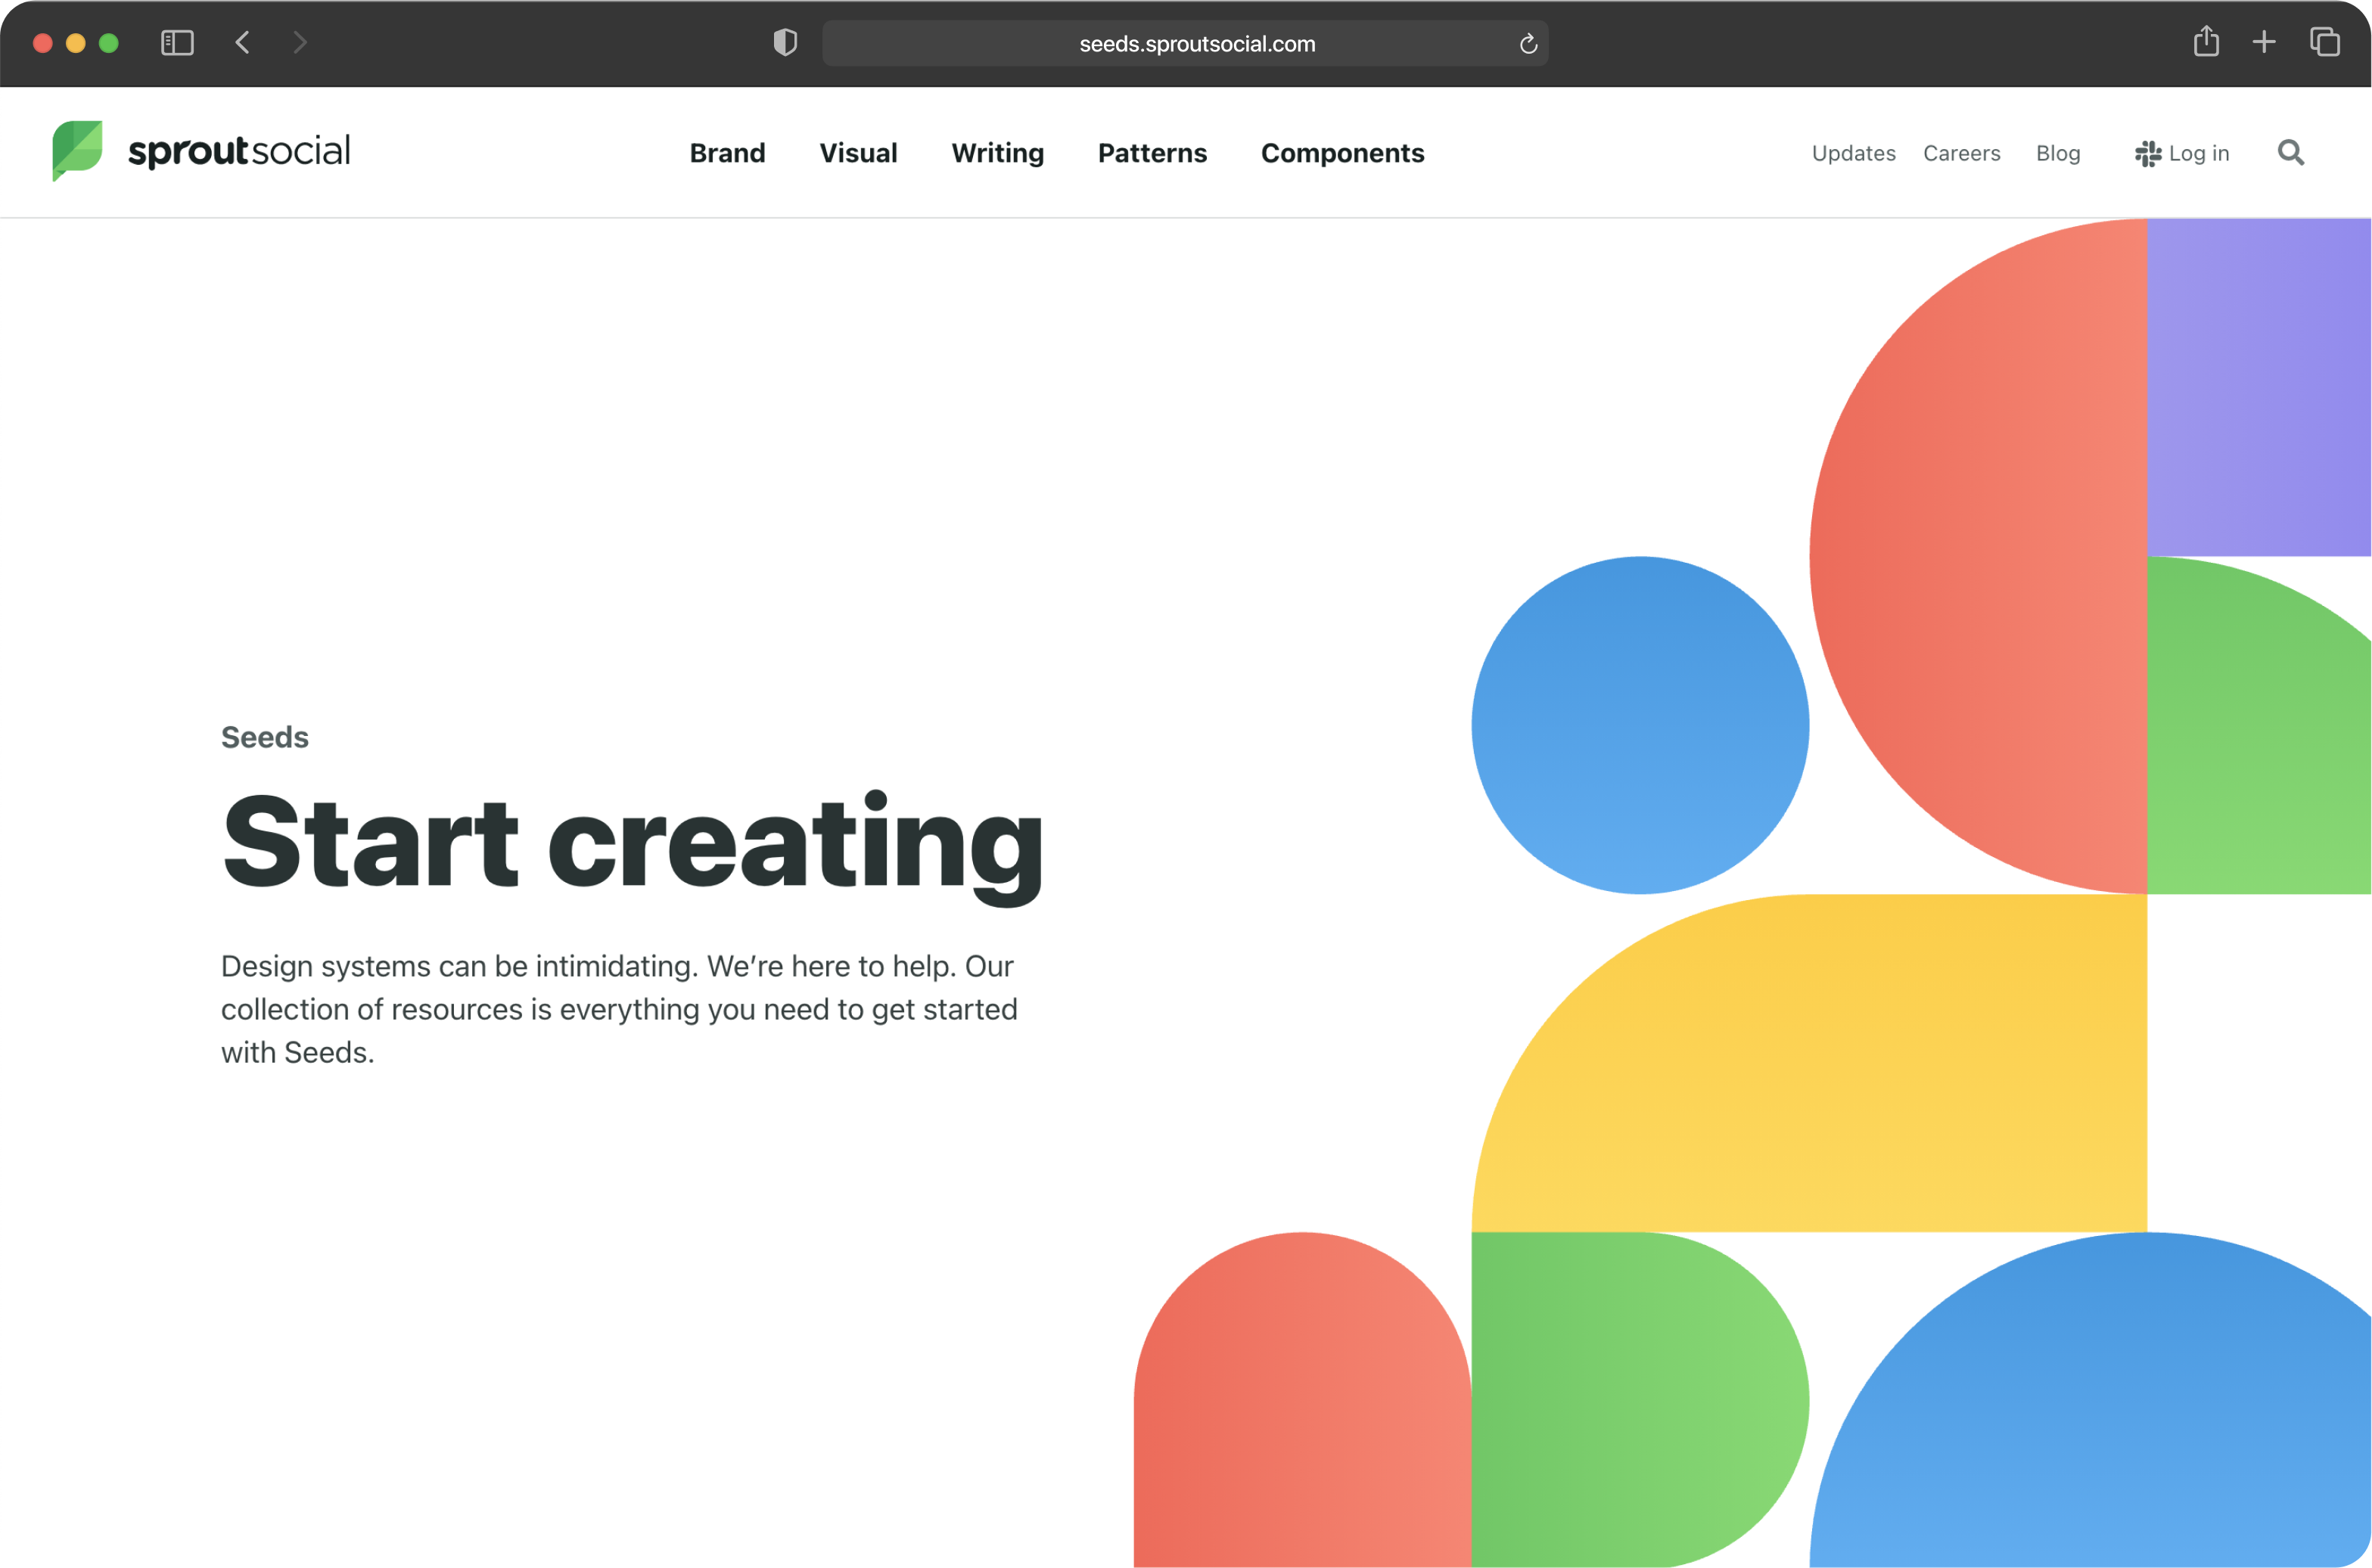 seeds.sproutsocial.com
sproutsocial
Brand Visual Writing Patterns Components
Updates Careers Blog Log in
Seeds
Start creating
Design systems can be intimidating. We’re here to help. Our
collection of resources is everything you need to get started
with Seeds.